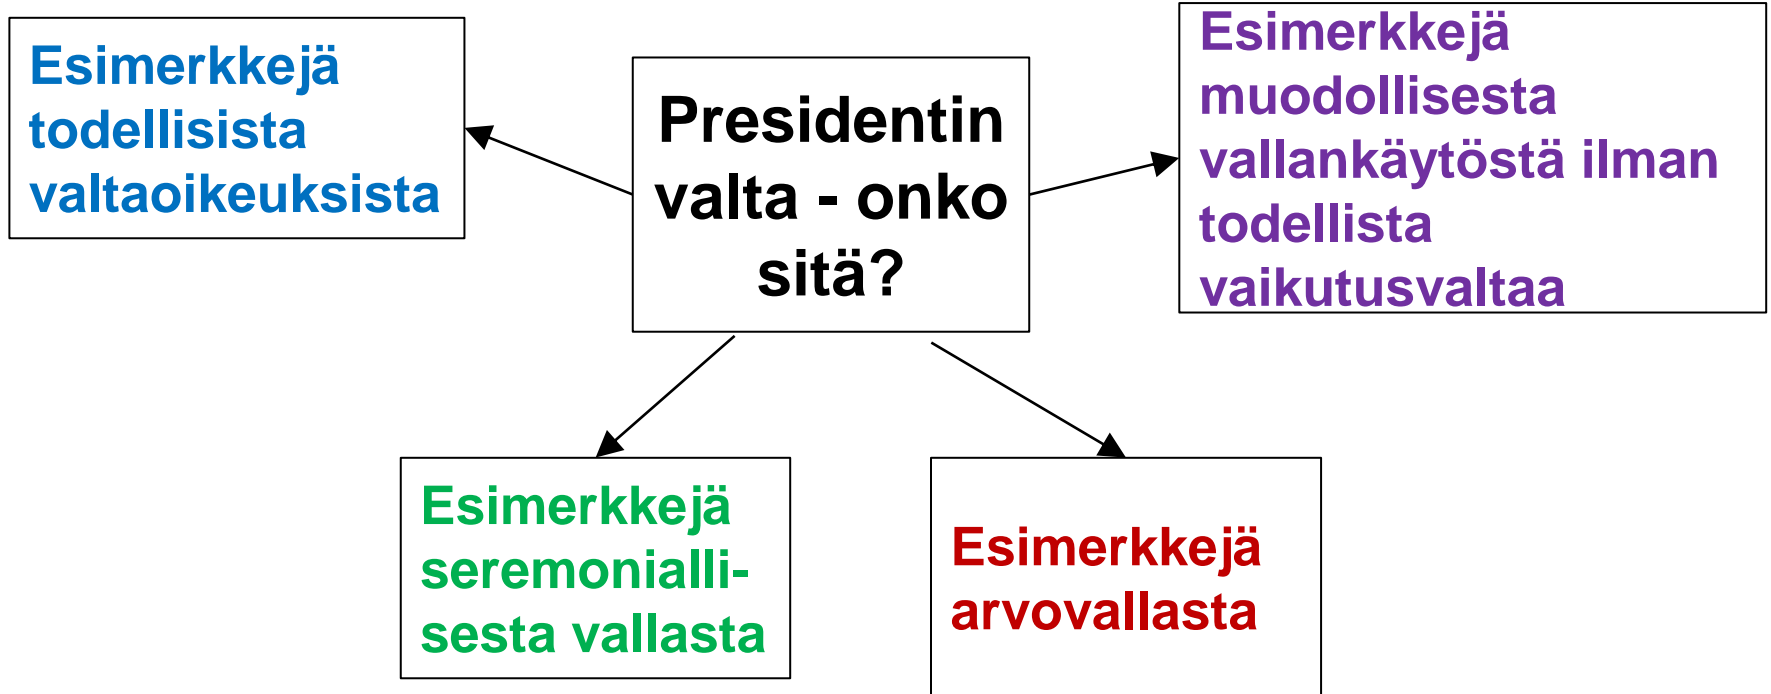 Esimerkkejä
todellisista
valtaoikeuksista
Presidentin
valta - onko
sitä?
Esimerkkejä
muodollisesta
vallankäytöstä ilman
todellista
vaikutusvaltaa
Esimerkkejä
seremonialli-
sesta vallasta
Esimerkkejä
arvovallasta